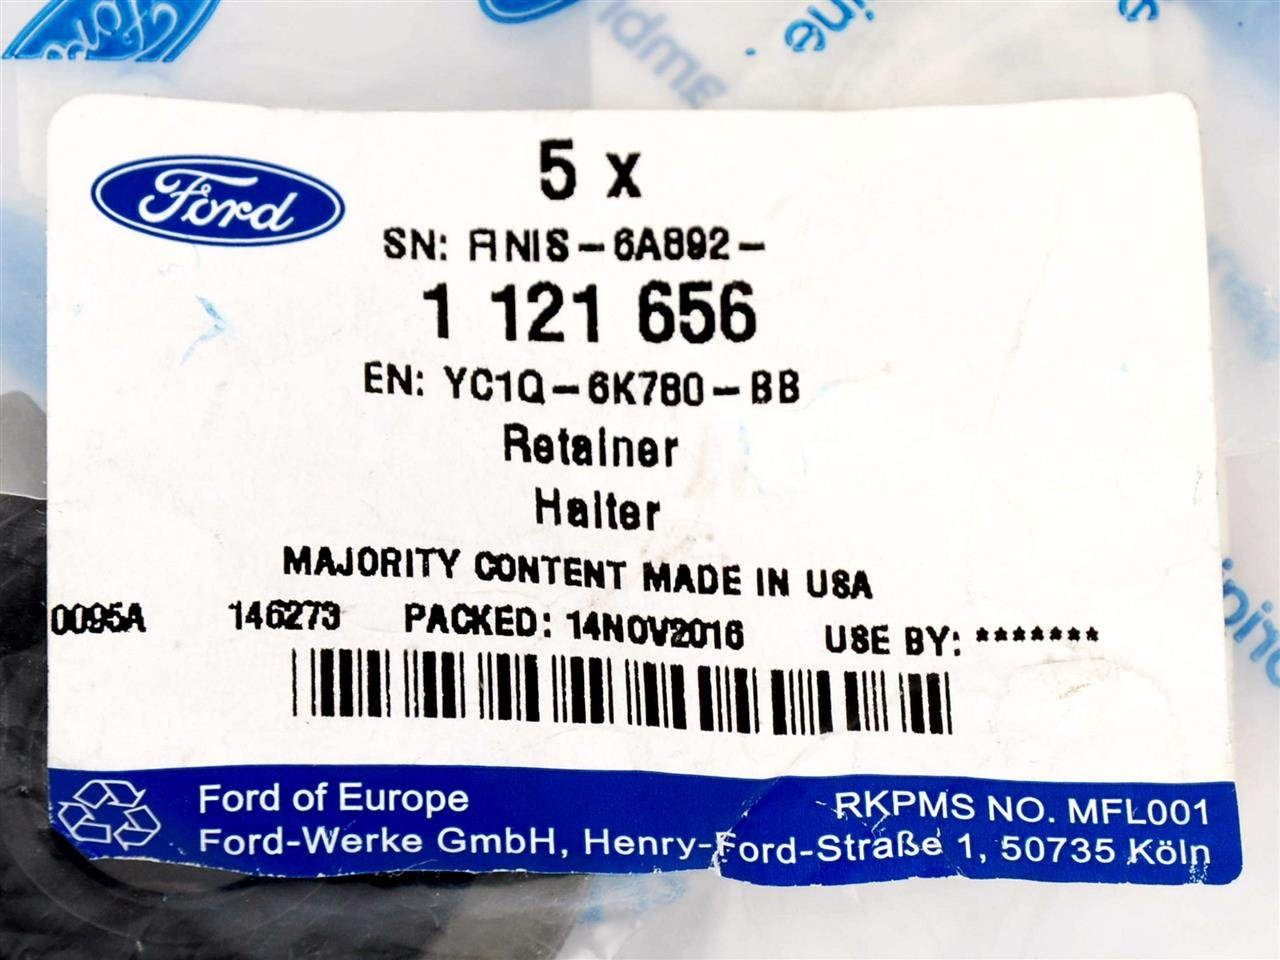 Ford
Ford
5 x
SN: FINIS-6A892-
1 121 656
EN: YC1Q-6K780-BB
Retainer
Halter
MAJORITY CONTENT MADE IN USA
0095A 146273 PACKED: 14NOV2016 USE BY: *******
Ford of Europe
RKPMS NO. MFL001
Ford-Werke GmbH, Henry-Ford-Straße 1, 50735 Köln